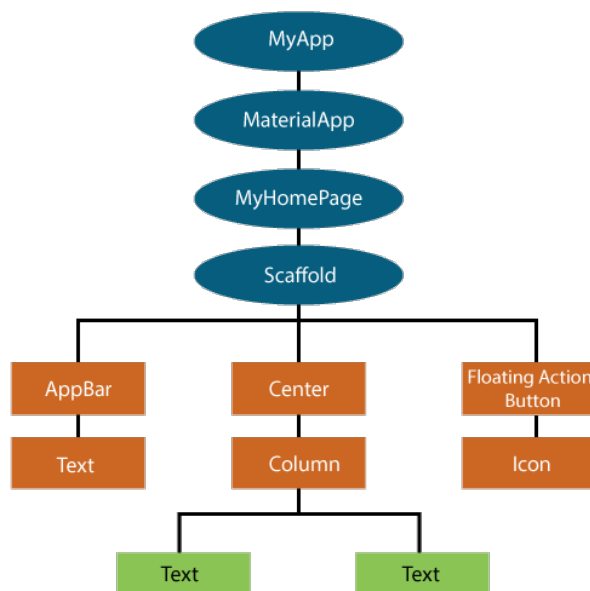 MyApp
MaterialApp
MyHomePage
Scaffold
AppBar
Center
Floating Action
Button
Text
Column
Icon
Text
Text